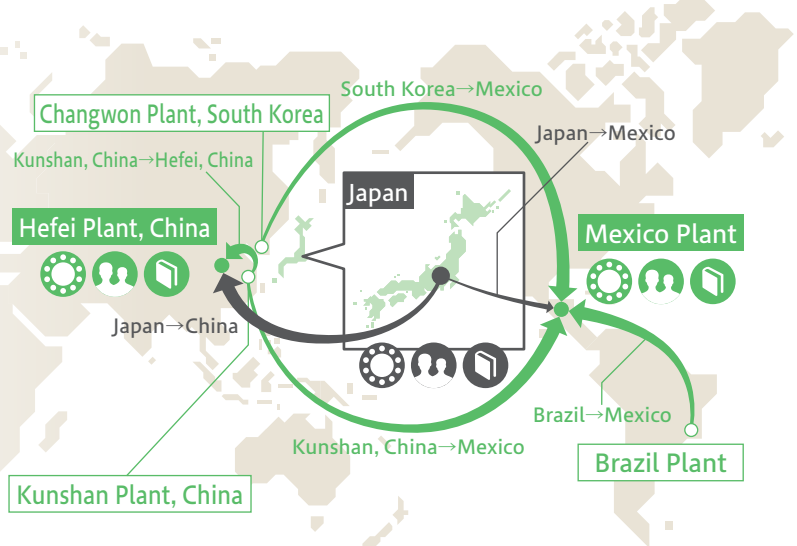 South Korea→Mexico
Changwon Plant, South Korea
Japan→Mexico
Kunshan, China→Hefei, China
Japan
Hefei Plant, China
Mexico Plant
Japan→China
Brazil→Mexico
Kunshan, China→Mexico
Brazil Plant
Kunshan Plant, China